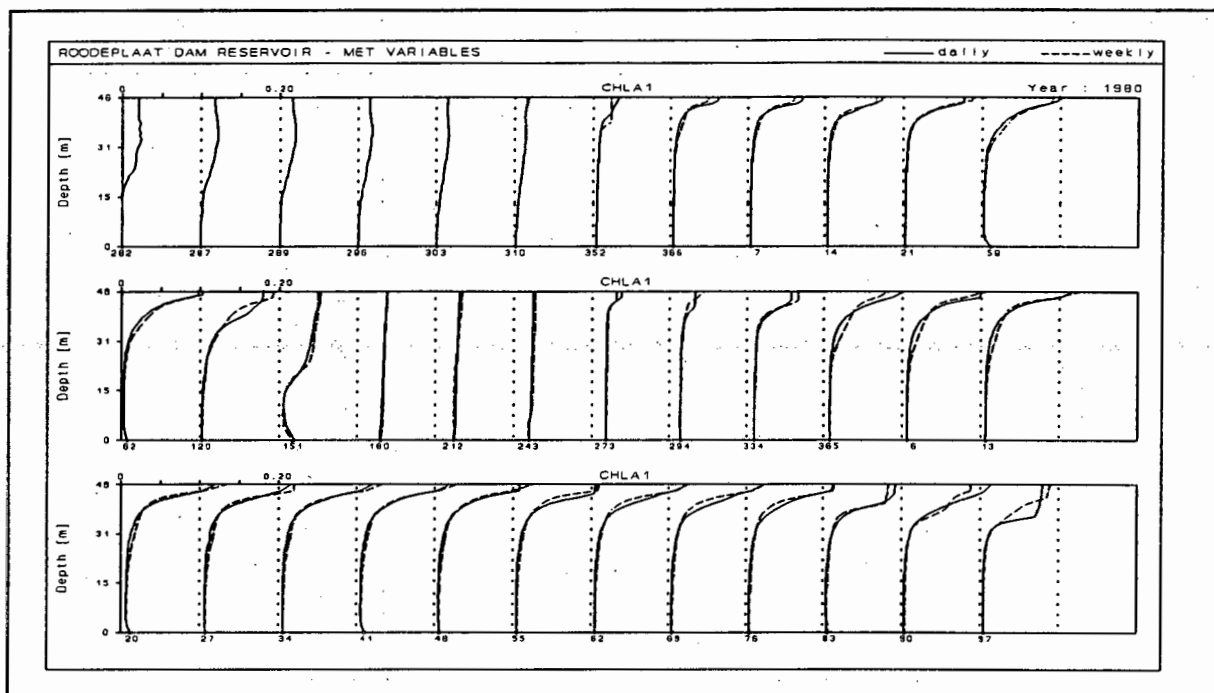 ROODEPLAAT DAM RESERVOIR - MET VARIABLES daily weekly
0 0.20 CHLA1 Year : 1980
46
31
15
0
Depth [m]
282 287 289 296 303 310 352 366 7 14 21 59
0 0.20 CHLA1
46
31
15
0
Depth [m]
62 120 151 180 212 243 273 294 334 365 6 13
0 0.20 CHLA1
46
31
15
0
Depth [m]
20 27 34 41 48 55 62 69 76 83 90 97